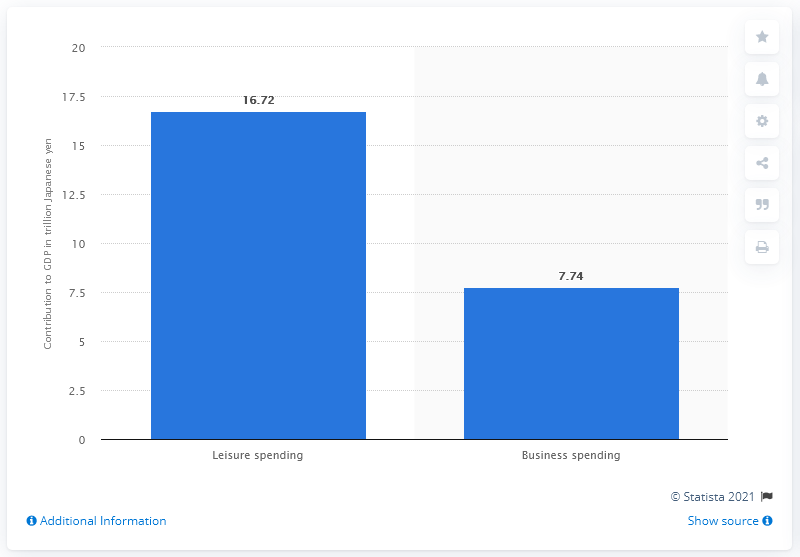 20
17.5
15
12.5
10
7.5
5
2.5
0
Contribution to GDP in trillion Japanese yen
16.72
7.74
Leisure spending
Business spending
© Statista 2021
Additional Information
Show source